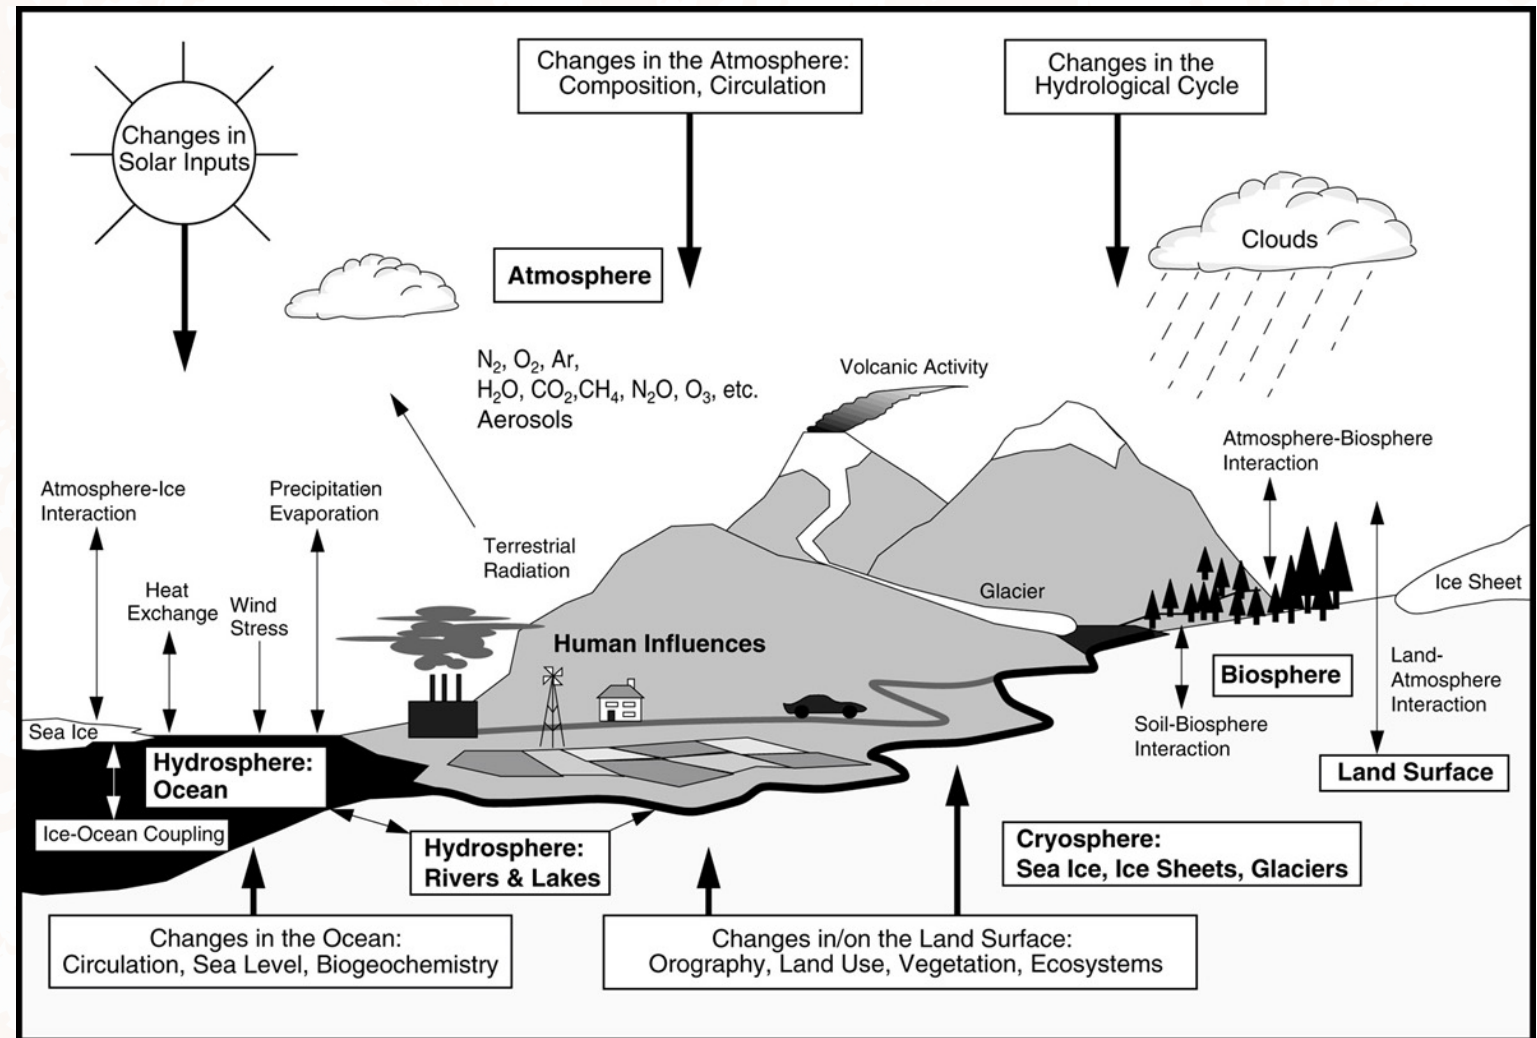 Changes in the Atmosphere:
Composition, Circulation
Changes in the
Hydrological Cycle
Changes in
Solar Inputs
Clouds
Atmosphere
N₂, O₂, Ar,
H₂O, CO₂,CH₄, N₂O, O₃, etc.
Aerosols
Volcanic Activity
Atmosphere-Biosphere
Interaction
Atmosphere-Ice
Interaction
Precipitation
Evaporation
Terrestrial
Radiation
Heat
Exchange
Wind
Stress
Glacier
Ice Sheet
Human Influences
Land-
Atmosphere
Interaction
Biosphere
Soil-Biosphere
Interaction
Sea Ice
Hydrosphere:
Ocean
Land Surface
Ice-Ocean Coupling
Hydrosphere:
Rivers & Lakes
Cryosphere:
Sea Ice, Ice Sheets, Glaciers
Changes in the Ocean:
Circulation, Sea Level, Biogeochemistry
Changes in/on the Land Surface:
Orography, Land Use, Vegetation, Ecosystems